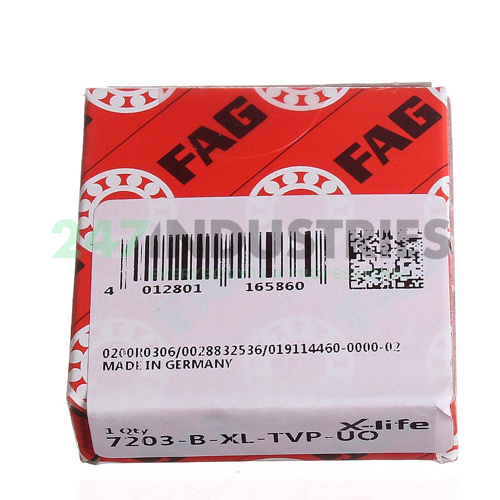 FAG
FAG
247INDUSTRIES
4 012801 165860
0200R0306/0028832536/019114460-0000-02
MADE IN GERMANY
1 Qty
X-life
7203-B-XL-TVP-UO